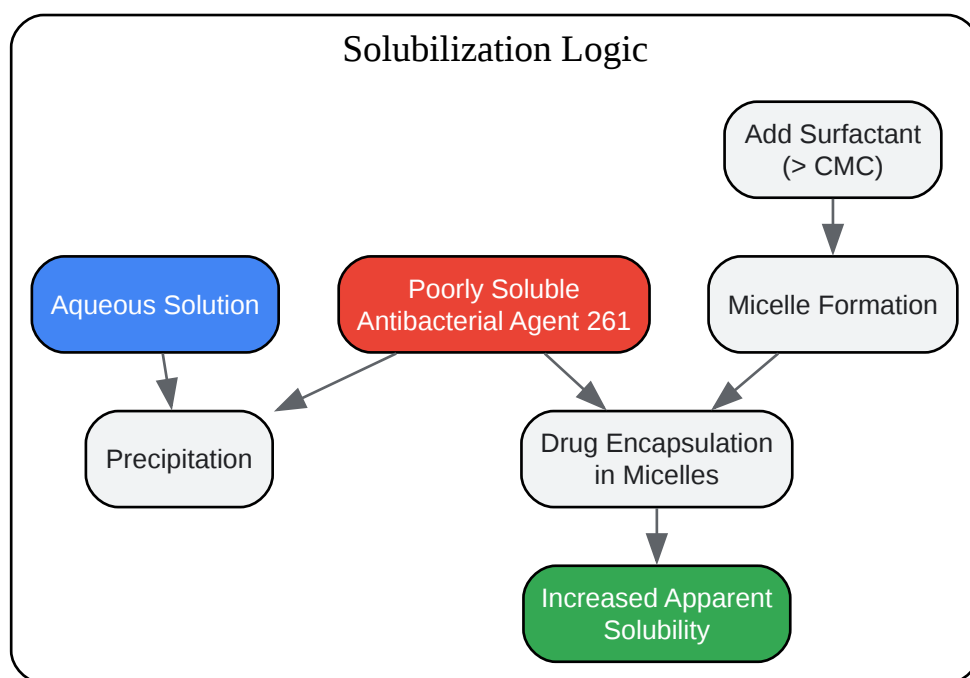 Solubilization Logic
Add Surfactant
(> CMC)
Aqueous Solution
Poorly Soluble
Antibacterial Agent 261
Micelle Formation
Precipitation
Drug Encapsulation
in Micelles
Increased Apparent
Solubility